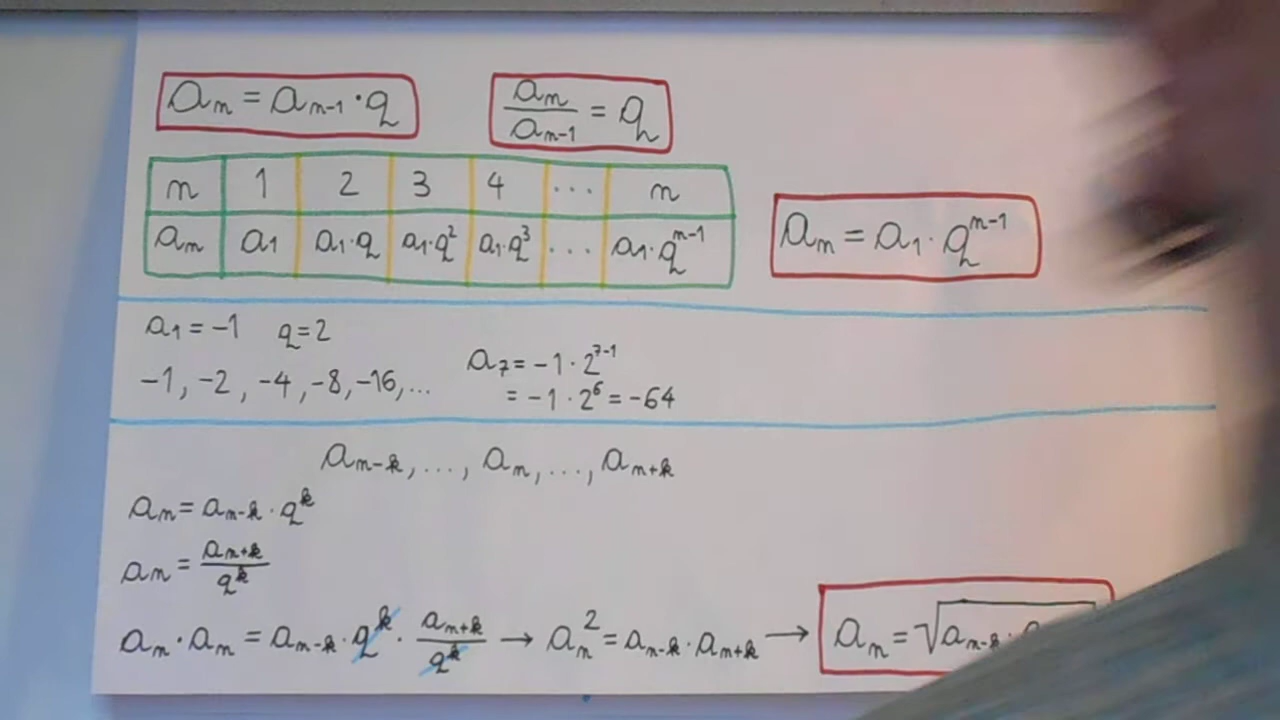 aₙ = aₙ₋₁ · q
aₙ/aₙ₋₁ = q
n 1 2 3 4 ... n
aₙ a₁ a₁·q a₁·q² a₁·q³ ... a₁·qⁿ⁻¹
aₙ = a₁ · qⁿ⁻¹
a₁ = -1 q = 2
-1, -2, -4, -8, -16, ...
a₇ = -1 · 2⁷⁻¹
= -1 · 2⁶ = -64
aₙ₋ₖ, ..., aₙ, ..., aₙ₊ₖ
aₙ = aₙ₋ₖ · qᵏ
aₙ = aₙ₊ₖ/qᵏ
aₙ · aₙ = aₙ₋ₖ · qᵏ · aₙ₊ₖ/qᵏ → aₙ² = aₙ₋ₖ · aₙ₊ₖ → aₙ = √aₙ₋ₖ ·